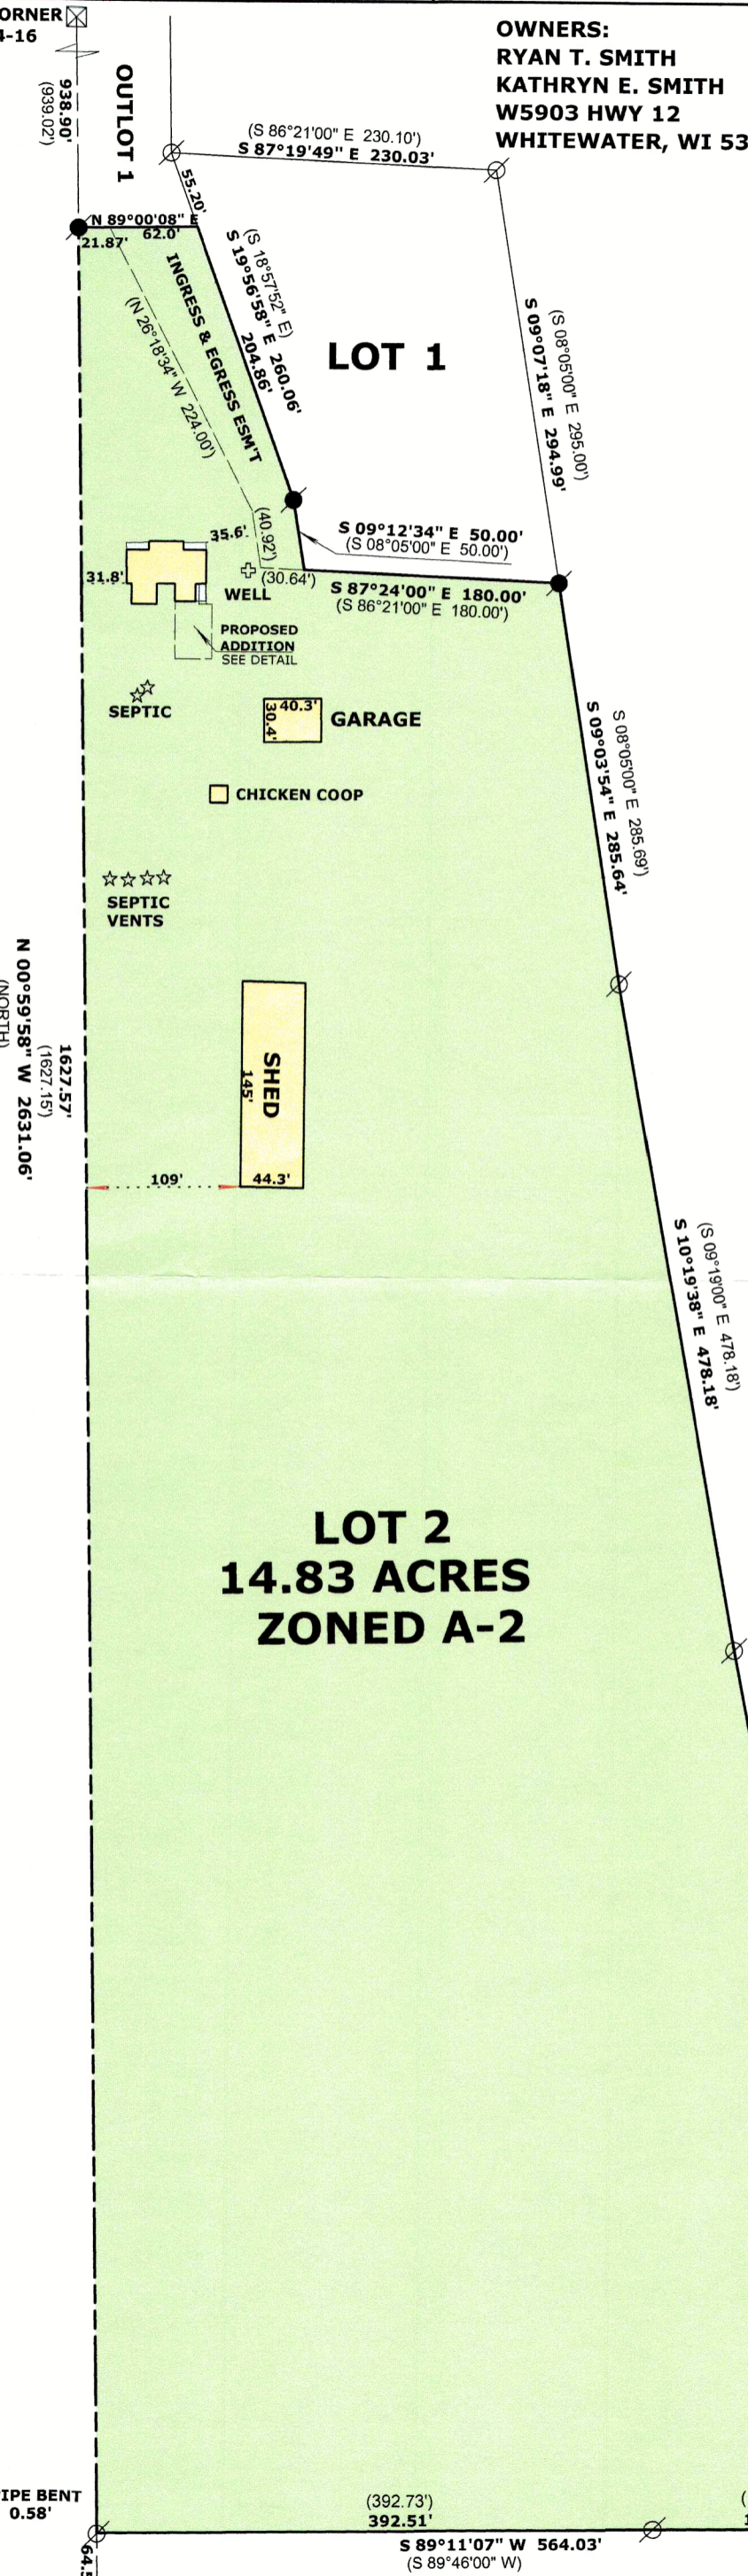 ORNER
4-16
OWNERS:
RYAN T. SMITH
KATHRYN E. SMITH
W5903 HWY 12
WHITEWATER, WI 53
938.90'
(939.02')
OUTLOT 1
(S 86°21'00" E 230.10')
S 87°19'49" E 230.03'
55.20'
N 89°00'08" E
62.0'
21.87'
(S 18°57'52" E)
S 19°56'58" E 260.06'
204.86'
INGRESS & EGRESS ESM'T
(N 26°18'34" W 224.00')
LOT 1
(S 08°05'00" E 295.00')
S 09°07'18" E 294.99'
S 09°12'34" E 50.00'
(S 08°05'00" E 50.00')
35.6'
(40.92')
31.8'
(30.64')
WELL
S 87°24'00" E 180.00'
(S 86°21'00" E 180.00')
PROPOSED
ADDITION
SEE DETAIL
SEPTIC
40.3'
30.4'
GARAGE
S 08°05'00" E 285.69')
S 09°03'54" E 285.64'
CHICKEN COOP
SEPTIC
VENTS
1627.57'
(1627.15')
N 00°59'58" W 2631.06'
(NORTH)
SHED
145'
109'
44.3'
(S 09°19'00" E 478.18')
S 10°19'38" E 478.18'
LOT 2
14.83 ACRES
ZONED A-2
IPE BENT
0.58'
(392.73')
392.51'
S 89°11'07" W 564.03'
(S 89°46'00" W)